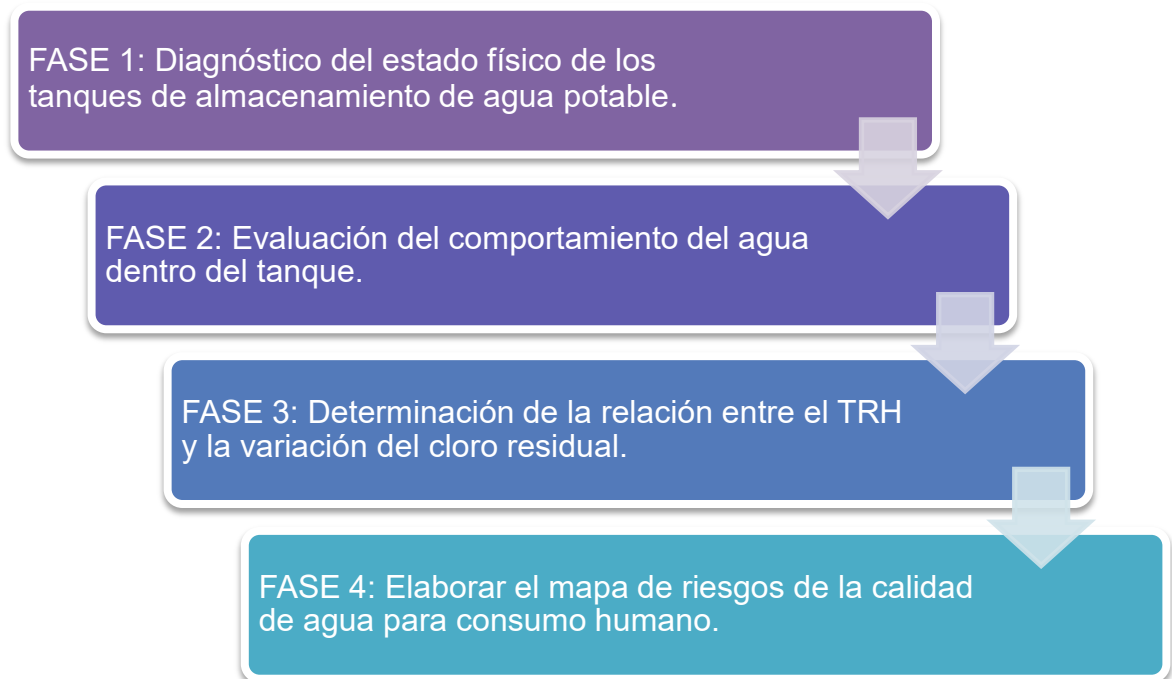 FASE 1: Diagnóstico del estado físico de los
tanques de almacenamiento de agua potable.
FASE 2: Evaluación del comportamiento del agua
dentro del tanque.
FASE 3: Determinación de la relación entre el TRH
y la variación del cloro residual.
FASE 4: Elaborar el mapa de riesgos de la calidad
de agua para consumo humano.